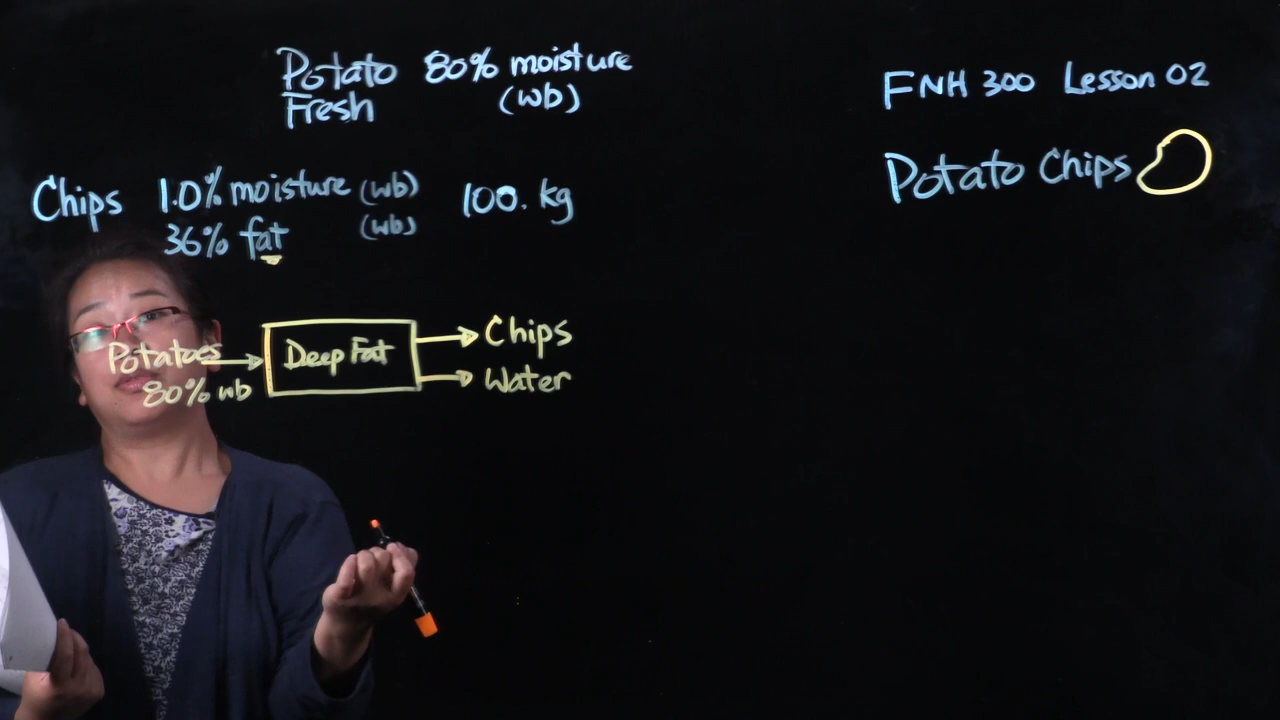 Potato 80% moisture
Fresh (wb)
FNH 300 Lesson 02
Potato Chips
Chips 1.0% moisture (wb) 100. kg
36% fat (wb)
Potatoes
80% wb
Deep Fat
Chips
Water